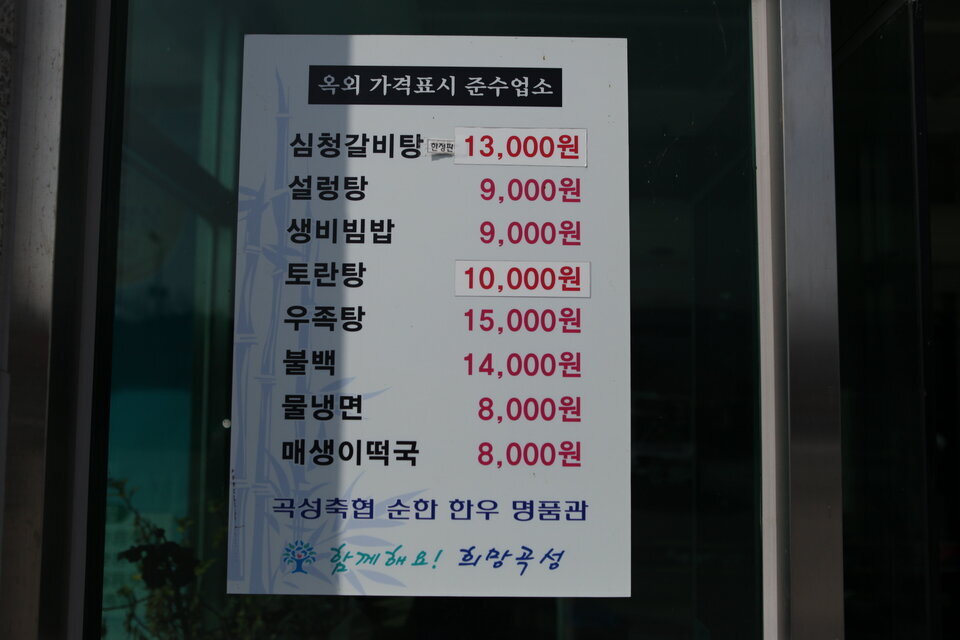 옥외 가격표시 준수업소
심청갈비탕 한정판 13,000원
설렁탕 9,000원
생비빔밥 9,000원
토란탕 10,000원
우족탕 15,000원
불백 14,000원
물냉면 8,000원
매생이떡국 8,000원
곡성축협 순한 한우 명품관
함께해요! 희망곡성